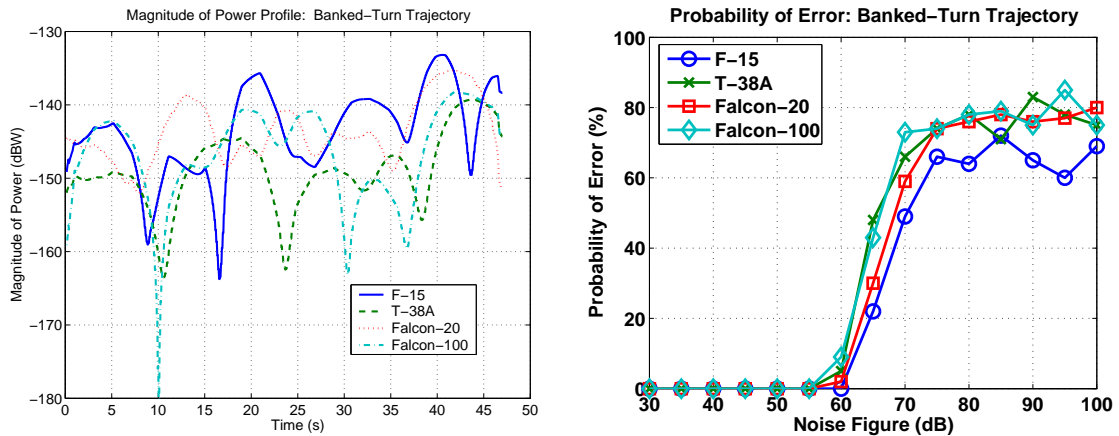 Magnitude of Power Profile: Banked−Turn Trajectory
Magnitude of Power (dBW)
−130
−140
−150
−160
−170
−180
0 5 10 15 20 25 30 35 40 45 50
Time (s)
F−15
T−38A
Falcon−20
Falcon−100
Probability of Error: Banked−Turn Trajectory
Probability of Error (%)
100
80
60
40
20
0
30 40 50 60 70 80 90 100
Noise Figure (dB)
F−15
T−38A
Falcon−20
Falcon−100